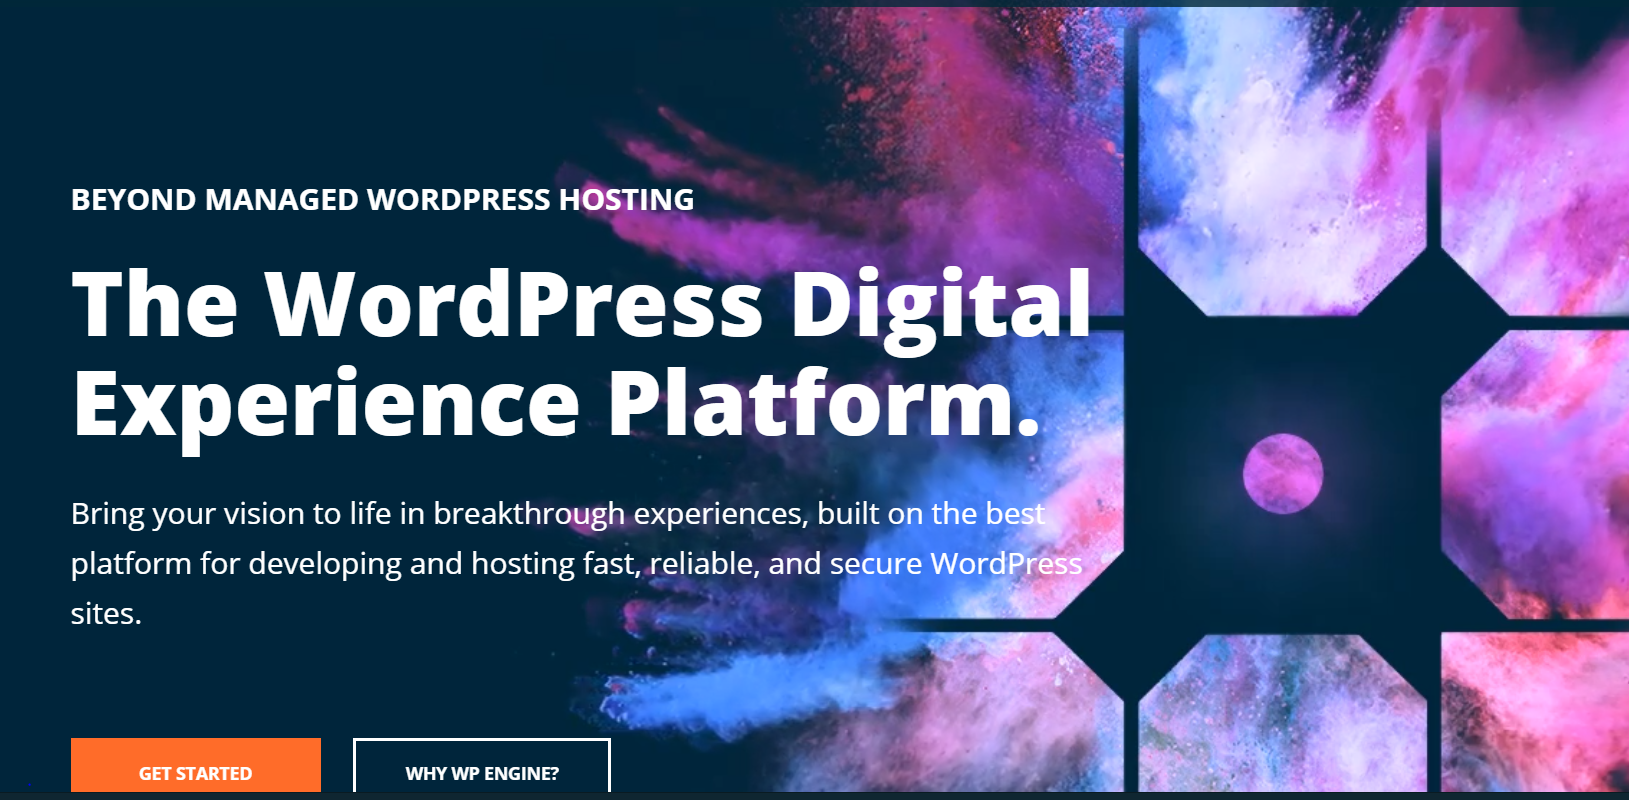 BEYOND MANAGED WORDPRESS HOSTING
The WordPress Digital
Experience Platform.
Bring your vision to life in breakthrough experiences, built on the best
platform for developing and hosting fast, reliable, and secure WordPress
sites.
GET STARTED
WHY WP ENGINE?